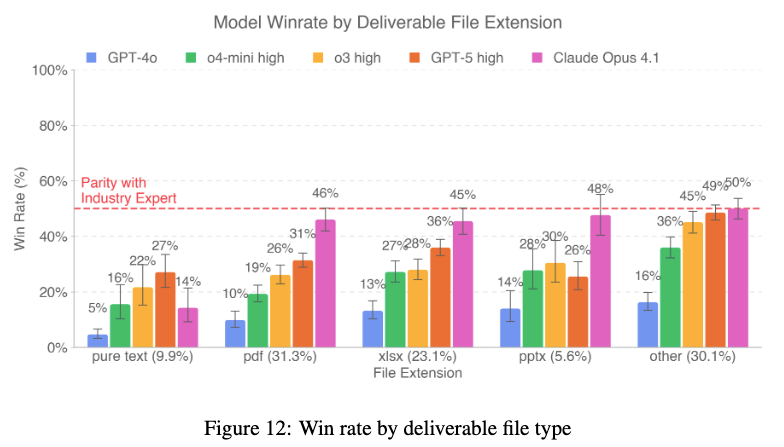 Model Winrate by Deliverable File Extension
GPT-4o o4-mini high o3 high GPT-5 high Claude Opus 4.1
100%
80%
60%
40%
20%
0%
Win Rate (%)
Parity with
Industry Expert
5% 16% 22% 27% 14%
10% 19% 26% 31% 46%
13% 27% 28% 36% 45%
14% 28% 30% 26% 48%
16% 36% 45% 49% 50%
pure text (9.9%) pdf (31.3%) xlsx (23.1%) pptx (5.6%) other (30.1%)
File Extension
Figure 12: Win rate by deliverable file type